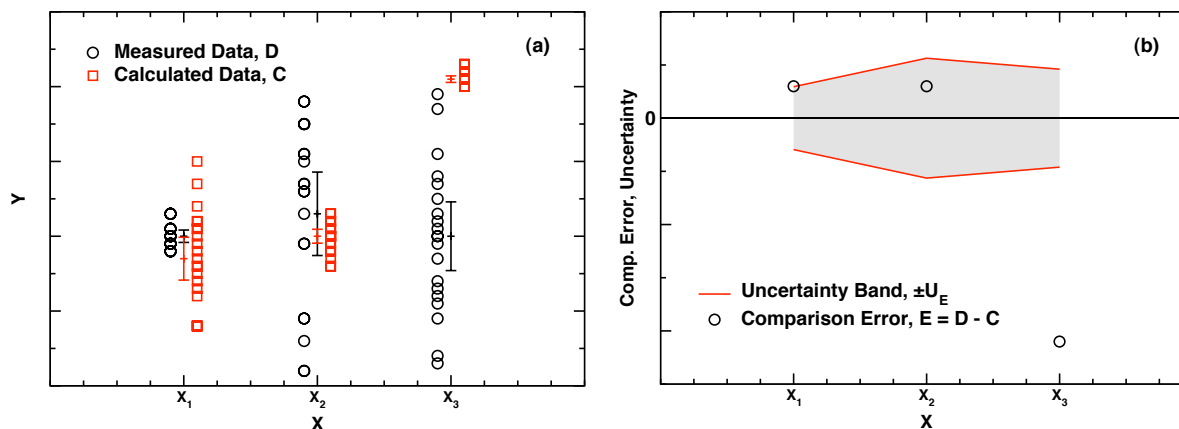 (a)
Measured Data, D
Calculated Data, C
Y
X1 X2 X3
X
(b)
0
Comp. Error, Uncertainty
Uncertainty Band, ±UE
Comparison Error, E = D - C
X1 X2 X3
X